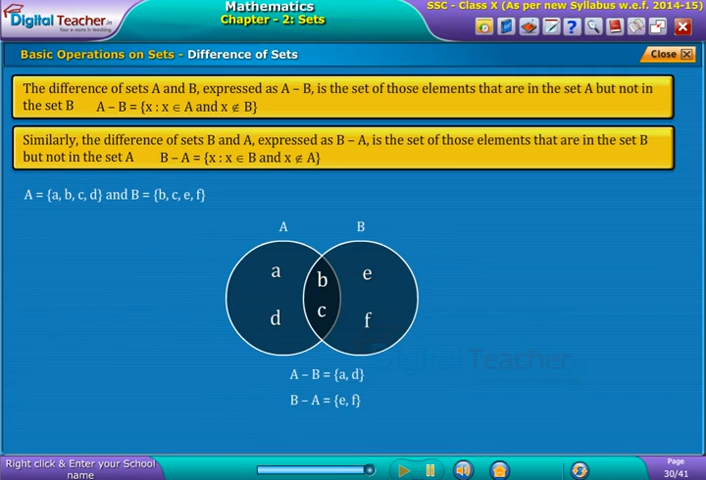 Digital Teacher.in
Your e-route in teaching
Mathematics
Chapter - 2: Sets
SSC - Class X (As per new Syllabus w.e.f. 2014-15)
Basic Operations on Sets - Difference of Sets
Close X
The difference of sets A and B, expressed as A – B, is the set of those elements that are in the set A but not in
the set B A – B = {x : x ∈ A and x ∉ B}
Similarly, the difference of sets B and A, expressed as B – A, is the set of those elements that are in the set B
but not in the set A B – A = {x : x ∈ B and x ∉ A}
A = {a, b, c, d} and B = {b, c, e, f}
A B
a b e
d c f
Digital Teacher.in
A – B = {a, d}
B – A = {e, f}
Right click & Enter your School
name
Page
30/41